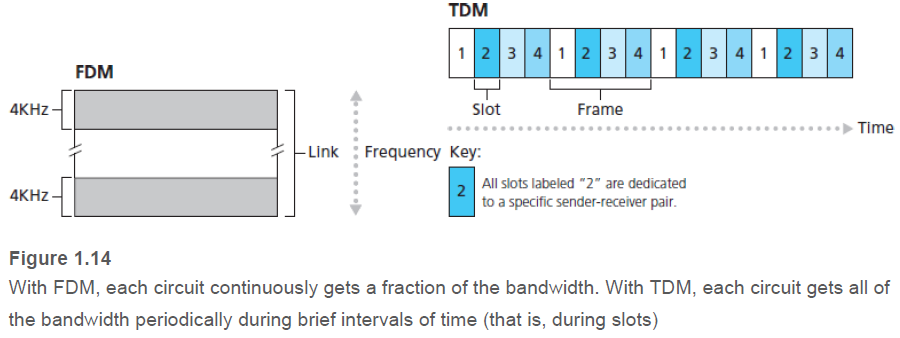 TDM
1 2 3 4 1 2 3 4 1 2 3 4 1 2 3 4
Slot
Frame
Time
FDM
4KHz
4KHz
Link
Frequency
Key:
2
All slots labeled “2” are dedicated
to a specific sender-receiver pair.
Figure 1.14
With FDM, each circuit continuously gets a fraction of the bandwidth. With TDM, each circuit gets all of
the bandwidth periodically during brief intervals of time (that is, during slots)